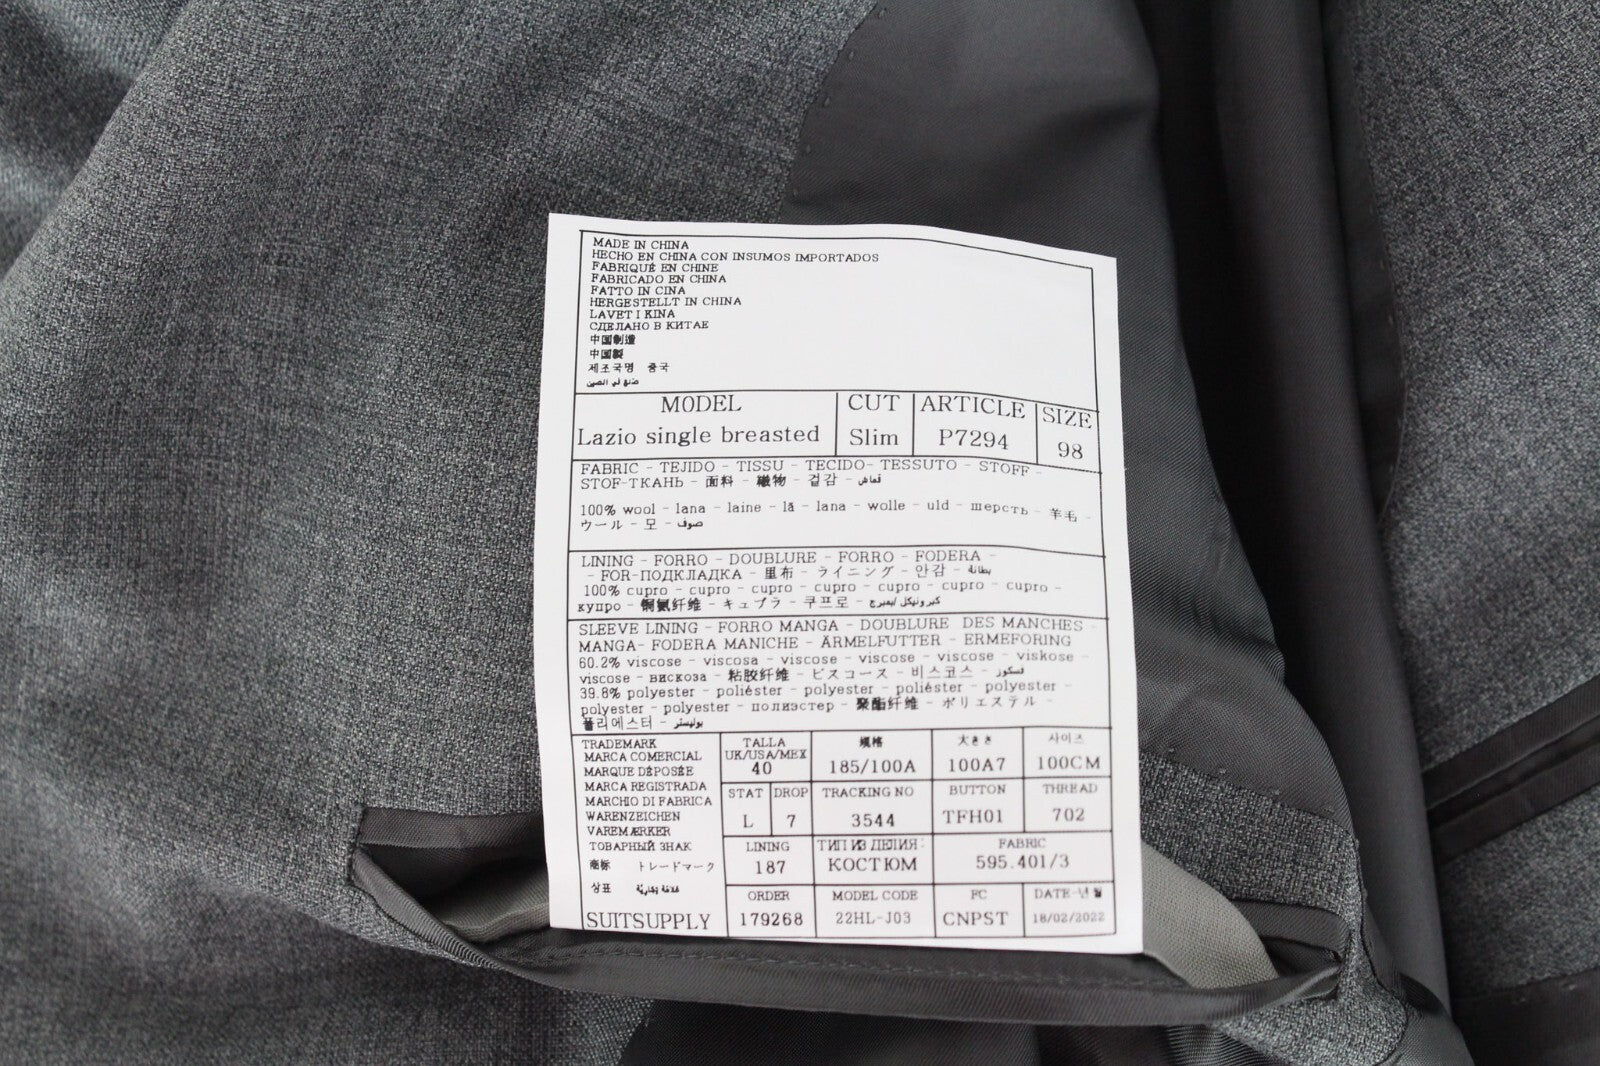 MADE IN CHINA
HECHO EN CHINA CON INSUMOS IMPORTADOS
FABRIQUÉ EN CHINE
FABRICADO EN CHINA
FATTO IN CINA
HERGESTELLT IN CHINA
LAVET I KINA
СДЕЛАНО В КИТАЕ
中国制造
中国製
제조국명 중국
صنع في الصين
MODEL CUT ARTICLE SIZE
Lazio single breasted Slim P7294 98
FABRIC - TEJIDO - TISSU - TECIDO- TESSUTO - STOFF -
STOF-ТКАНЬ - 面料 - 織物 - 겉감 - قماش
100% wool - lana - laine - lã - lana - wolle - uld - шерсть - 羊毛 -
ウール - 모 - صوف
LINING - FORRO - DOUBLURE - FORRO - FODERA -
- FOR-ПОДКЛАДКА - 里布 - ライニング - 안감 - بطانة
100% cupro - cupro - cupro - cupro - cupro - cupro - cupro -
купро - 铜氨纤维 - キュプラ - 쿠프로 -
SLEEVE LINING - FORRO MANGA - DOUBLURE DES MANCHES -
MANGA- FODERA MANICHE - ÄRMELFUTTER - ERMEFORING
60.2% viscose - viscosa - viscose - viscose - viscose - viskose -
viscose - вискоза - 粘胶纤维 - ビスコース - 비스코스 - فسكوز
39.8% polyester - poliéster - polyester - poliéster - polyester -
polyester - polyester - полиэстер - 聚酯纤维 - ポリエステル -
폴리에스터 - بوليستر
TRADEMARK
MARCA COMERCIAL
MARQUE DÉPOSÉE
MARCA REGISTRADA
MARCHIO DI FABRICA
WARENZEICHEN
VAREMÆRKER
ТОВАРНЫЙ ЗНАК
商标 トレードマーク
상표 علامة تجارية
SUITSUPPLY
TALLA 规格 大きさ 사이즈
UK/USA/MEX
40 185/100A 100A7 100CM
STAT DROP TRACKING NO BUTTON THREAD
L 7 3544 TFH01 702
LINING ТИП ИЗ ДЕЛИЯ: FABRIC
187 КОСТЮМ 595.401/3
ORDER MODEL CODE FC DATE-년월
179268 22HL-J03 CNPST 18/02/2022